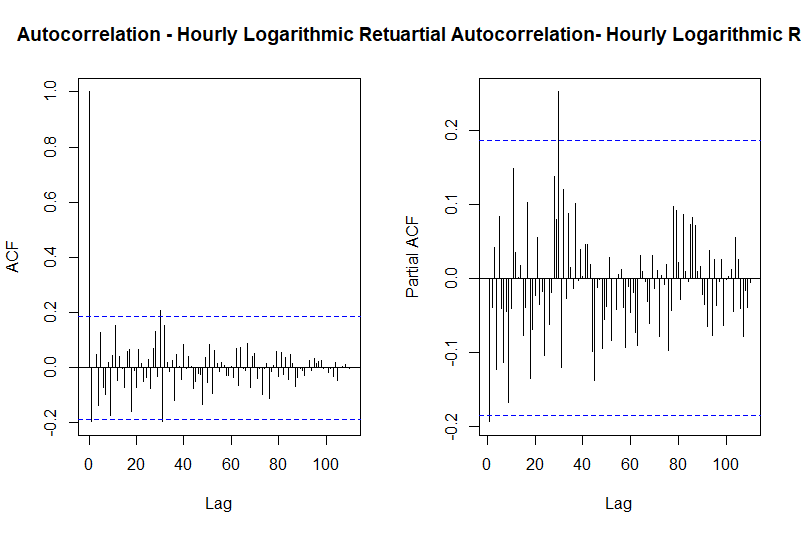 Autocorrelation - Hourly Logarithmic Retuartial Autocorrelation- Hourly Logarithmic R
ACF
1.0
0.8
0.6
0.4
0.2
0.0
-0.2
0 20 40 60 80 100
Lag
Partial ACF
0.2
0.1
0.0
-0.1
-0.2
0 20 40 60 80 100
Lag